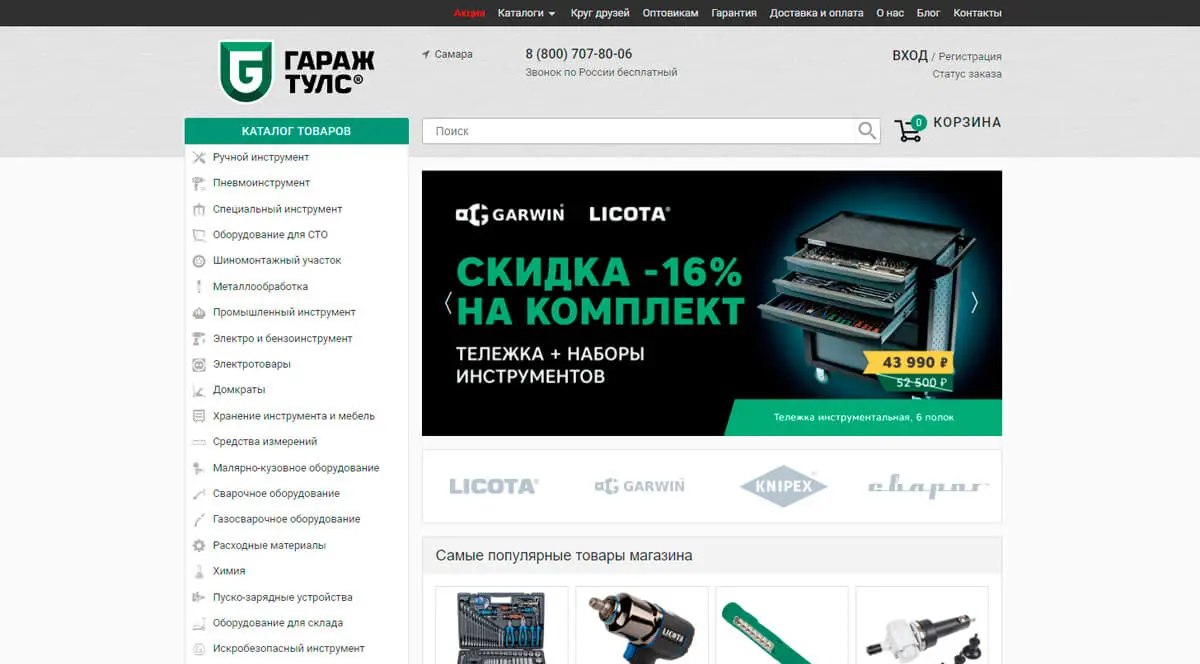 Акции Каталоги Круг друзей Оптовикам Гарантия Доставка и оплата О нас Блог Контакты
ГАРАЖ
ТУЛС®
Самара
8 (800) 707-80-06
Звонок по России бесплатный
ВХОД / Регистрация
Статус заказа
КАТАЛОГ ТОВАРОВ
Поиск
0
КОРЗИНА
Ручной инструмент
Пневмоинструмент
Специальный инструмент
Оборудование для СТО
Шиномонтажный участок
Металлообработка
Промышленный инструмент
Электро и бензоинструмент
Электротовары
Домкраты
Хранение инструмента и мебель
Средства измерений
Малярно-кузовное оборудование
Сварочное оборудование
Газосварочное оборудование
Расходные материалы
Химия
Пуско-зарядные устройства
Оборудование для склада
Искробезопасный инструмент
GARWIN LICOTA®
СКИДКА -16%
НА КОМПЛЕКТ
ТЕЛЕЖКА + НАБОРЫ
ИНСТРУМЕНТОВ
43 990 ₽
52 500 ₽
Тележка инструментальная, 6 полок
LICOTA® GARWIN KNIPEX® сварог
Самые популярные товары магазина
LICOTA